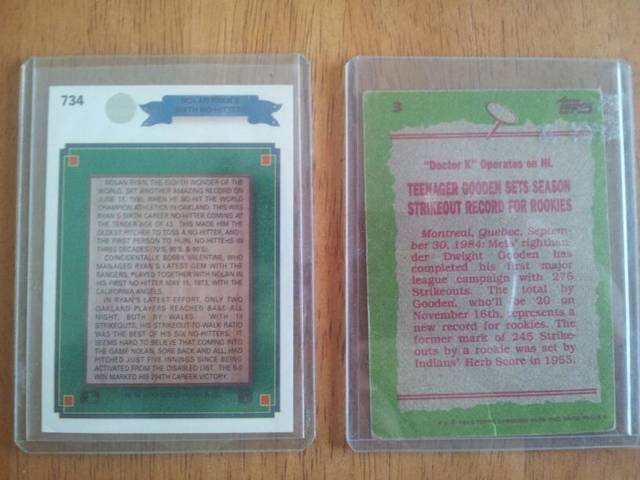 734
NOLAN RYAN'S
SIXTH NO-HITTER
NOLAN RYAN, THE EIGHTH WONDER OF THE
WORLD, SET ANOTHER AMAZING RECORD ON
JUNE 11, 1990, WHEN HE NO-HIT THE WORLD
CHAMPION ATHLETICS IN OAKLAND. THIS WAS
RYAN'S SIXTH CAREER NO-HITTER COMING AT
THE TENDER AGE OF 43. THIS MADE HIM THE
OLDEST PITCHER TO TOSS A NO-HITTER, AND
THE FIRST PERSON TO HURL NO-HITTERS IN
THREE DECADES (70'S, 80'S, & 90'S).
COINCIDENTALLY, BOBBY VALENTINE, WHO
MANAGED RYAN'S LATEST GEM WITH THE
RANGERS, PLAYED TOGETHER WITH NOLAN IN
HIS FIRST NO-HITTER MAY 15, 1973, WITH THE
CALIFORNIA ANGELS.
IN RYAN'S LATEST EFFORT, ONLY TWO
OAKLAND PLAYERS REACHED BASE ALL
NIGHT, BOTH BY WALKS. WITH 14
STRIKEOUTS, HIS STRIKEOUT-TO-WALK RATIO
WAS THE BEST OF HIS SIX NO-HITTERS. IT
SEEMS HARD TO BELIEVE THAT COMING INTO
THE GAME NOLAN, SORE BACK AND ALL, HAD
PITCHED JUST FIVE INNINGS SINCE BEING
ACTIVATED FROM THE DISABLED LIST. THE 5-0
WIN MARKED HIS 294TH CAREER VICTORY.
3
Topps
"Doctor K" Operates on NL
TEENAGER GOODEN SETS SEASON
STRIKEOUT RECORD FOR ROOKIES
Montreal, Quebec, Septem-
ber 30, 1984: Mets' righthan-
der Dwight Gooden has
completed his first major
league campaign with 276
Strikeouts. The total by
Gooden, who'll be 20 on
November 16th, represents a
new record for rookies. The
former mark of 245 Strike-
outs by a rookie was set by
Indians' Herb Score in 1955.